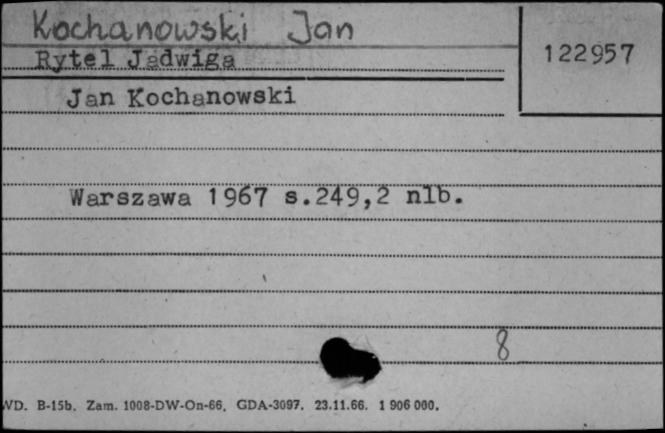 Kochanowski Jan
Rytel Jadwiga
122957
Jan Kochanowski
Warszawa 1967 s.249,2 nlb.
8
WD. B-15b. Zam. 1008-DW-On-66. GDA-3097. 23.11.66. 1 906 000.